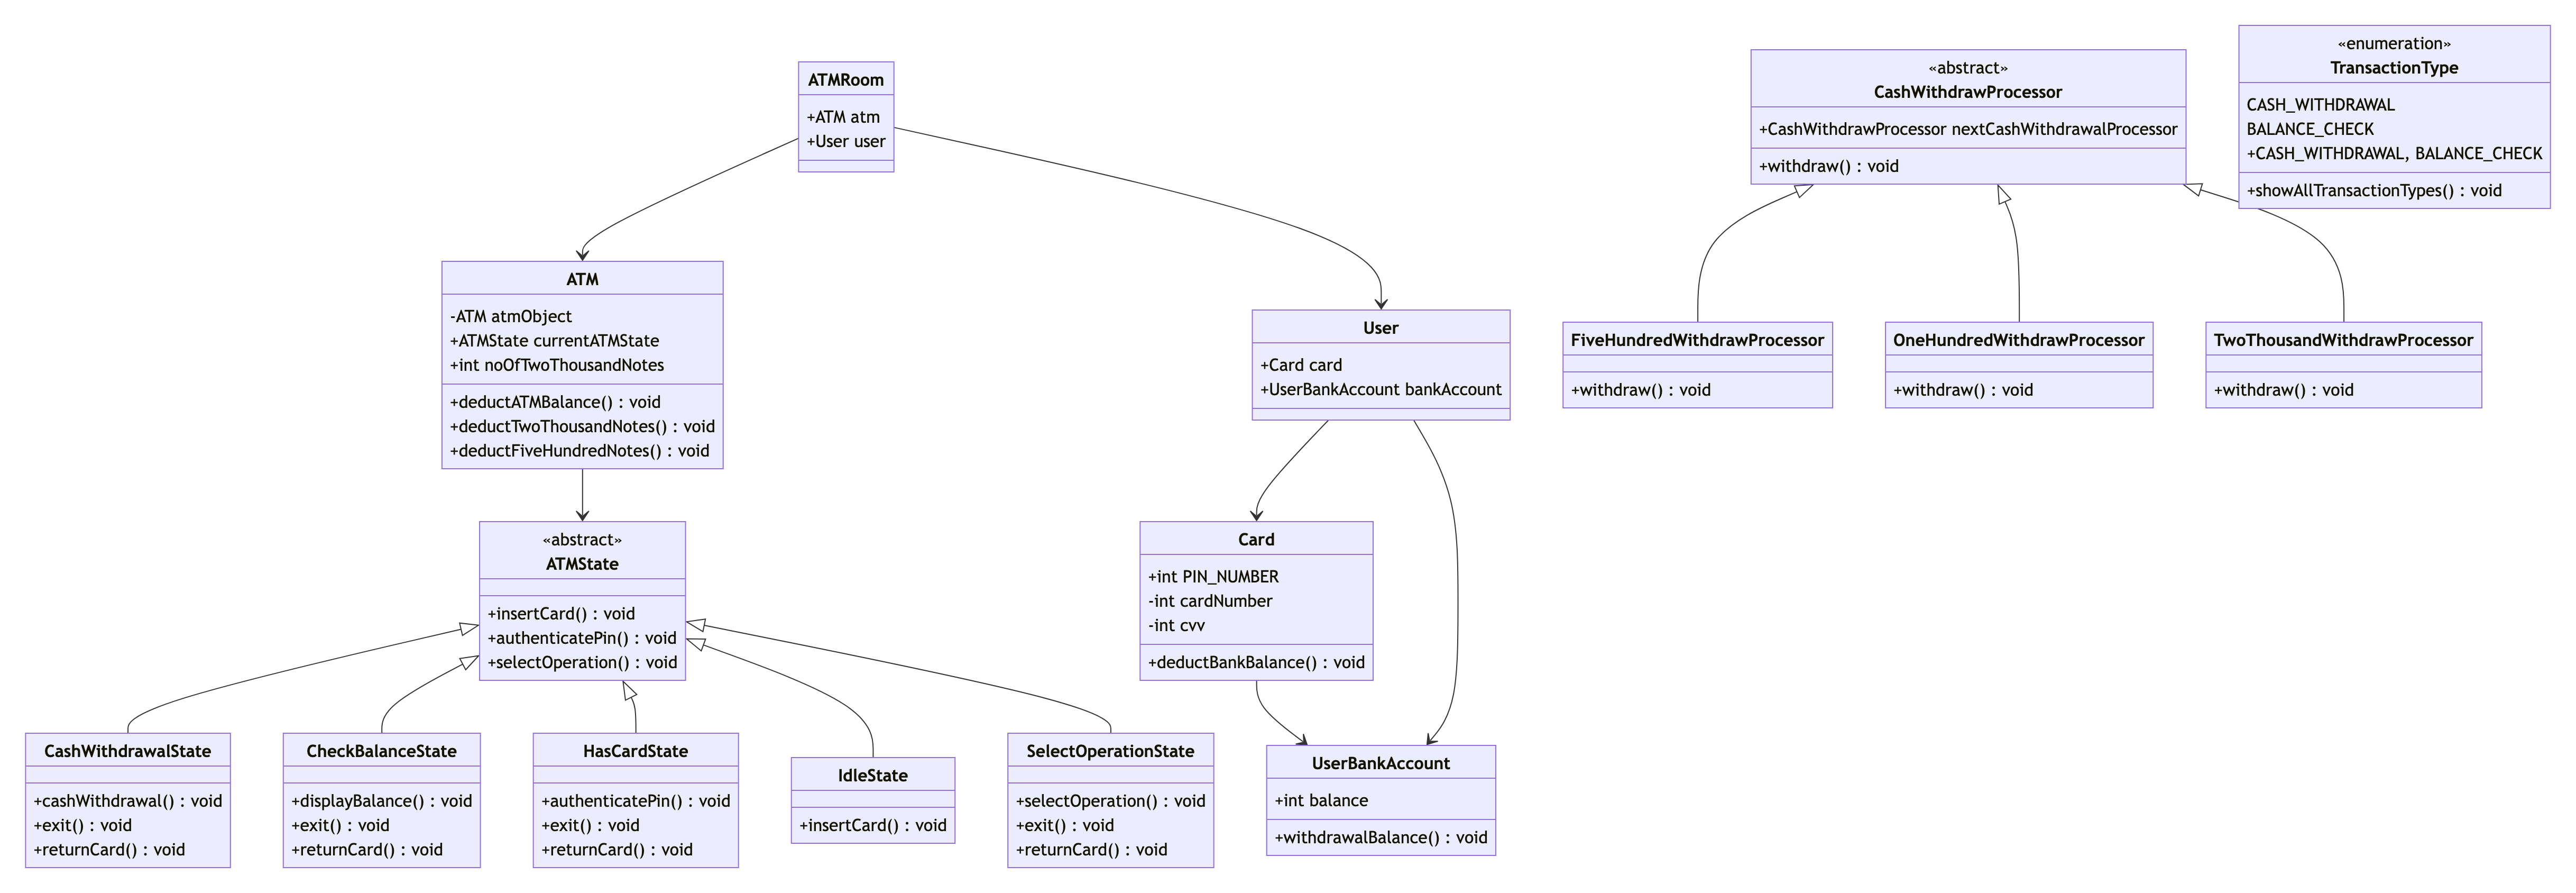 ATMRoom
+ATM atm
+User user
«abstract»
CashWithdrawProcessor
+CashWithdrawProcessor nextCashWithdrawalProcessor
+withdraw() : void
«enumeration»
TransactionType
CASH_WITHDRAWAL
BALANCE_CHECK
+CASH_WITHDRAWAL, BALANCE_CHECK
+showAllTransactionTypes() : void
ATM
-ATM atmObject
+ATMState currentATMState
+int noOfTwoThousandNotes
+deductATMBalance() : void
+deductTwoThousandNotes() : void
+deductFiveHundredNotes() : void
User
+Card card
+UserBankAccount bankAccount
FiveHundredWithdrawProcessor
+withdraw() : void
OneHundredWithdrawProcessor
+withdraw() : void
TwoThousandWithdrawProcessor
+withdraw() : void
«abstract»
ATMState
+insertCard() : void
+authenticatePin() : void
+selectOperation() : void
Card
+int PIN_NUMBER
-int cardNumber
-int cvv
+deductBankBalance() : void
CashWithdrawalState
+cashWithdrawal() : void
+exit() : void
+returnCard() : void
CheckBalanceState
+displayBalance() : void
+exit() : void
+returnCard() : void
HasCardState
+authenticatePin() : void
+exit() : void
+returnCard() : void
IdleState
+insertCard() : void
SelectOperationState
+selectOperation() : void
+exit() : void
+returnCard() : void
UserBankAccount
+int balance
+withdrawalBalance() : void